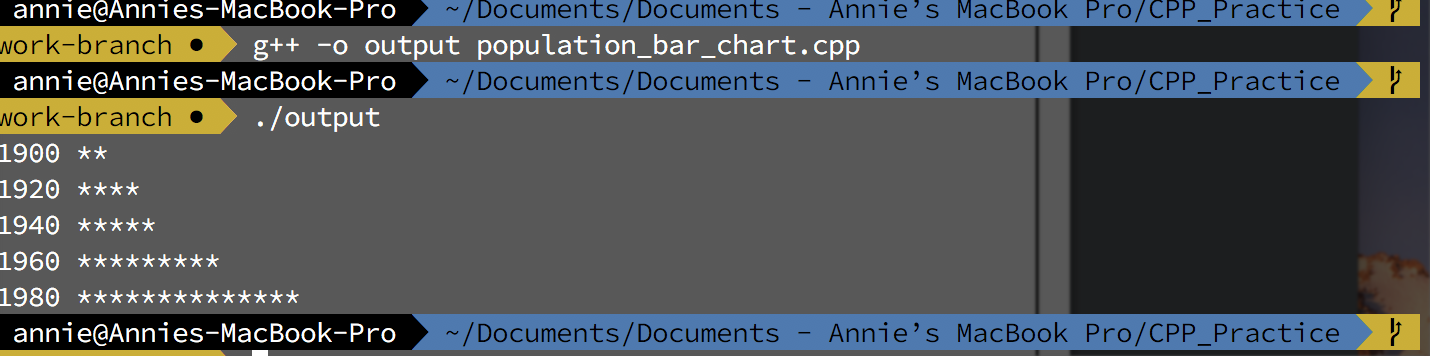 annie@Annies-MacBook-Pro ~/Documents/Documents - Annie’s MacBook Pro/CPP_Practice
work-branch ● g++ -o output population_bar_chart.cpp
annie@Annies-MacBook-Pro ~/Documents/Documents - Annie’s MacBook Pro/CPP_Practice
work-branch ● ./output
1900 **
1920 ****
1940 *****
1960 *********
1980 **************
annie@Annies-MacBook-Pro ~/Documents/Documents - Annie’s MacBook Pro/CPP_Practice